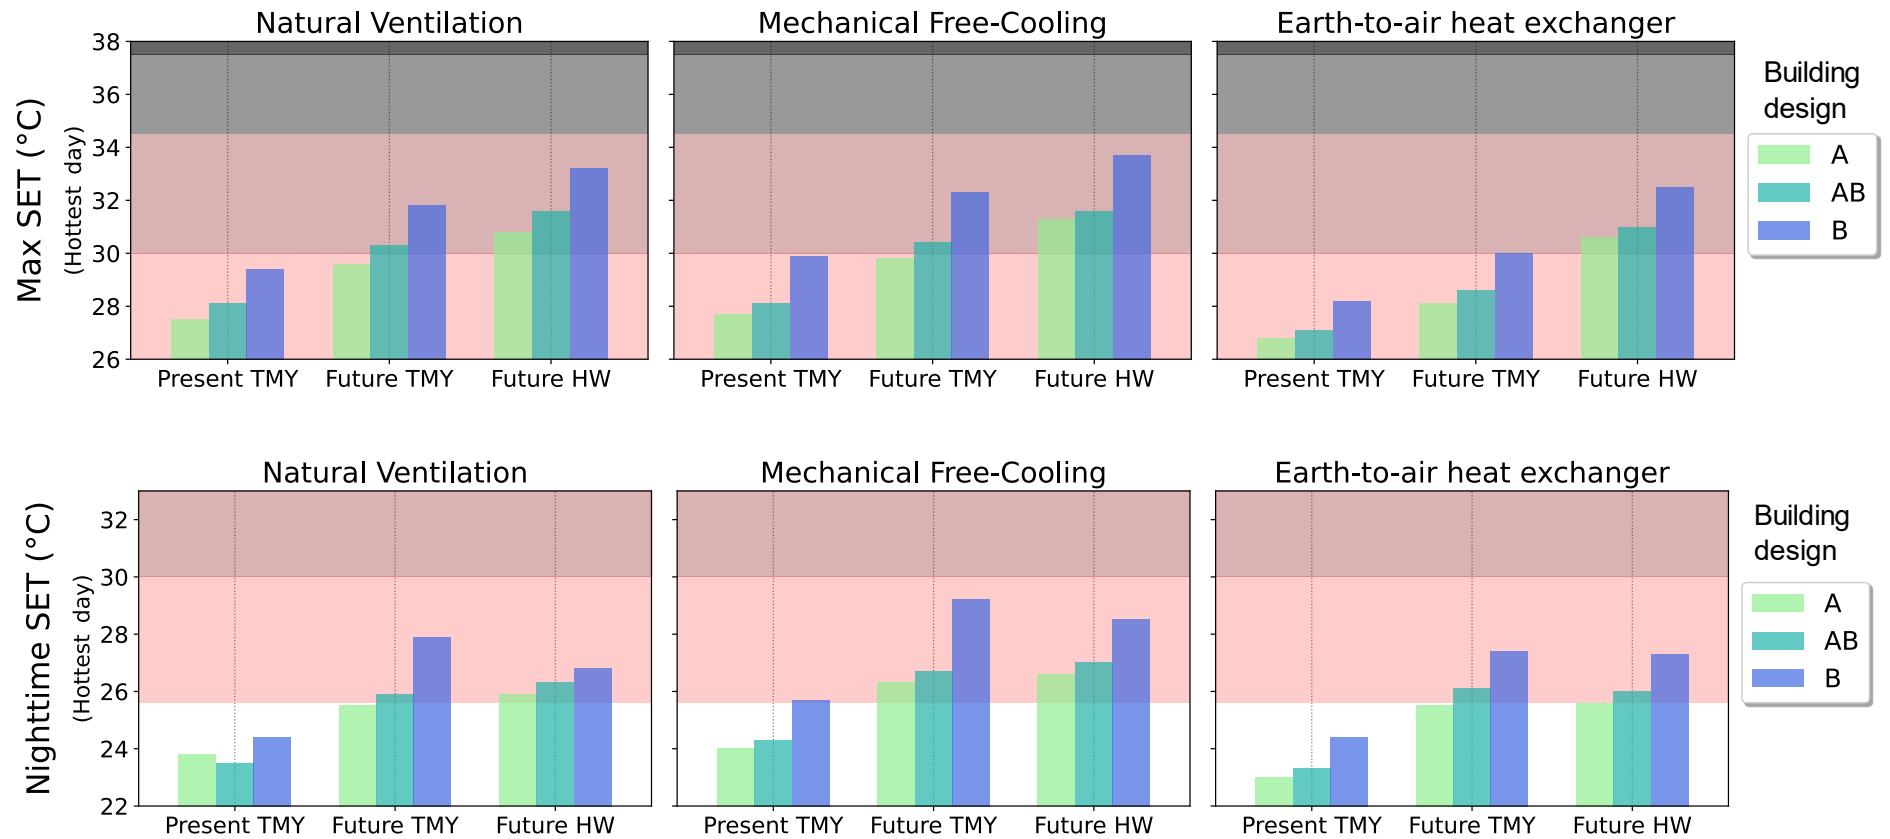 Natural Ventilation
Mechanical Free-Cooling
Earth-to-air heat exchanger
Max SET (°C)
(Hottest day)
38
36
34
32
30
28
26
Present TMY
Future TMY
Future HW
Present TMY
Future TMY
Future HW
Present TMY
Future TMY
Future HW
Building
design
A
AB
B
Natural Ventilation
Mechanical Free-Cooling
Earth-to-air heat exchanger
Nighttime SET (°C)
(Hottest day)
32
30
28
26
24
22
Present TMY
Future TMY
Future HW
Present TMY
Future TMY
Future HW
Present TMY
Future TMY
Future HW
Building
design
A
AB
B